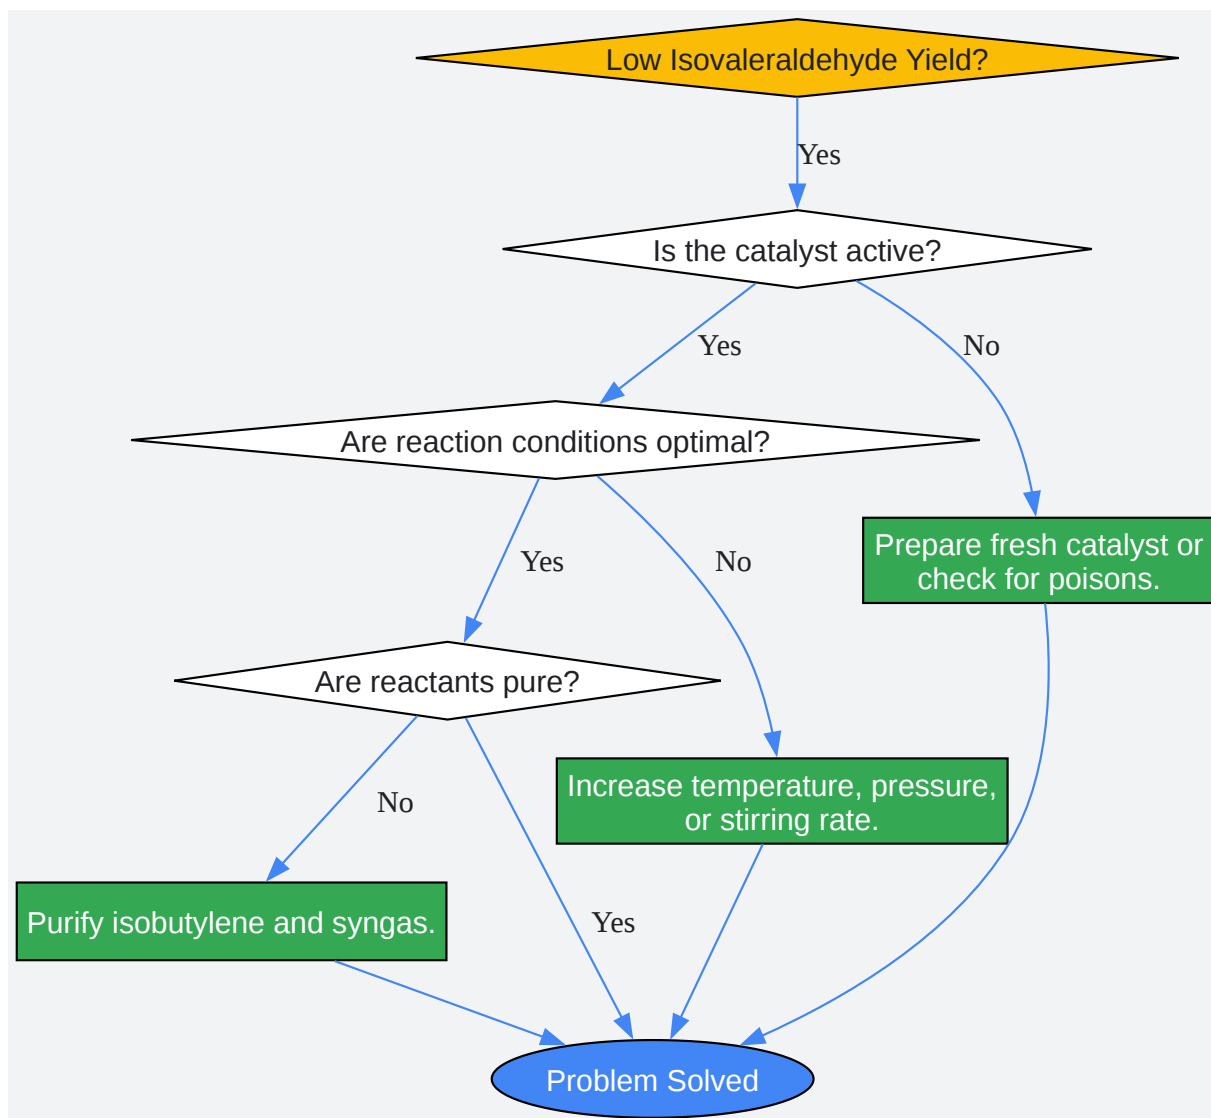 Low Isovaleraldehyde Yield?
Yes
Is the catalyst active?
Yes
No
Are reaction conditions optimal?
Yes
No
Prepare fresh catalyst or
check for poisons.
Are reactants pure?
No
Increase temperature, pressure,
or stirring rate.
Purify isobutylene and syngas.
Yes
Problem Solved